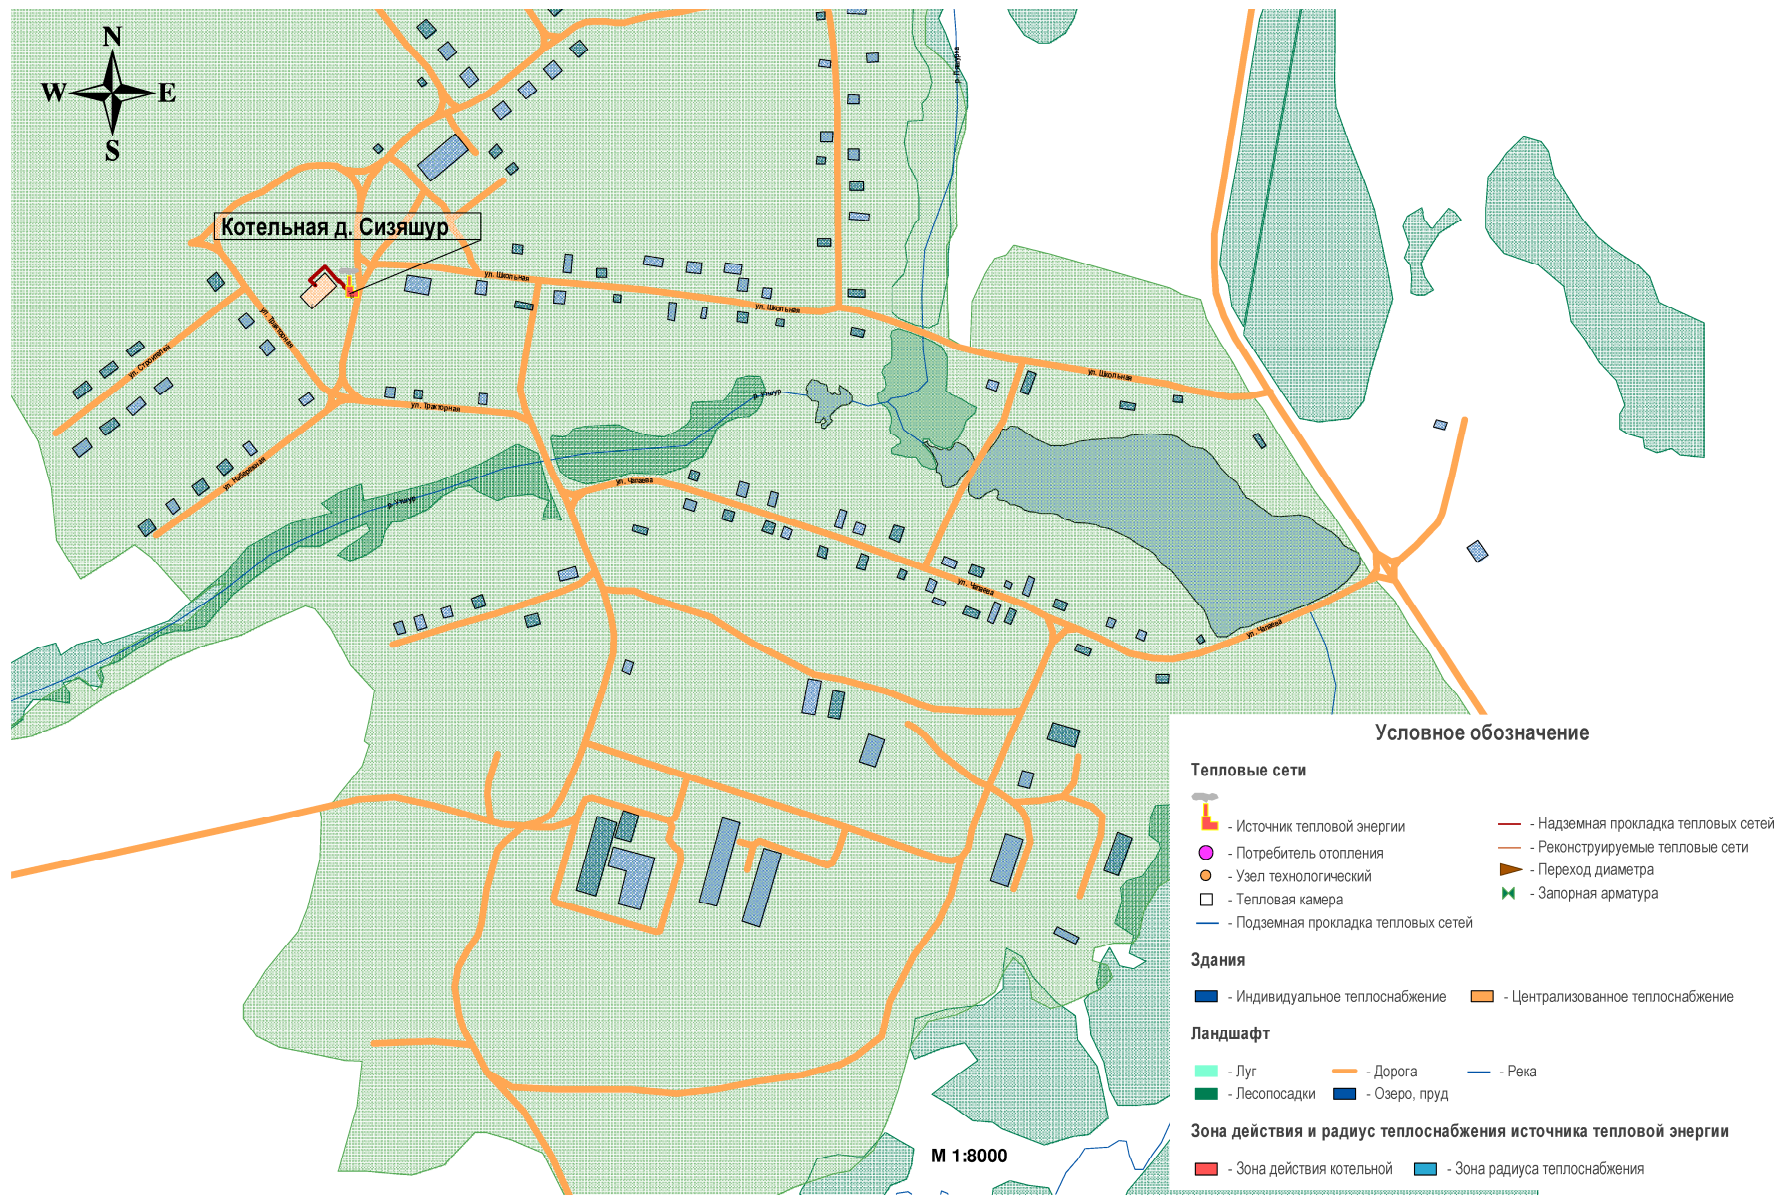 N
W E
S
р. Пужурка
Котельная д. Сизяшур
ул. Школьная
ул. Школьная
ул. Тракторная
ул. Строителей
ул. Школьная
р. Утшур
ул. Тракторная
ул. Набережная
ул. Чапаева
р. Утшур
ул. Чапаева
ул. Чапаева
Условное обозначение
Тепловые сети
- Источник тепловой энергии
- Потребитель отопления
- Узел технологический
- Тепловая камера
- Подземная прокладка тепловых сетей
- Надземная прокладка тепловых сетей
- Реконструируемые тепловые сети
- Переход диаметра
- Запорная арматура
Здания
- Индивидуальное теплоснабжение - Централизованное теплоснабжение
Ландшафт
- Луг - Дорога - Река
- Лесопосадки - Озеро, пруд
Зона действия и радиус теплоснабжения источника тепловой энергии
- Зона действия котельной - Зона радиуса теплоснабжения
М 1:8000